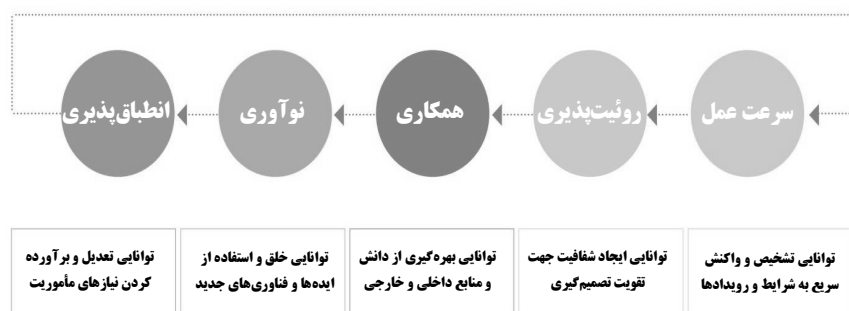 سرعت عمل
روئیت‌پذیری
همکاری
نوآوری
انطباق‌پذیری
توانایی تشخیص و واکنش
سریع به شرایط و رویدادها
توانایی ایجاد شفافیت جهت
تقویت تصمیم‌گیری
توانایی بهره‌گیری از دانش
و منابع داخلی و خارجی
توانایی خلق و استفاده از
ایده‌ها و فناوری‌های جدید
توانایی تعدیل و برآورده
کردن نیازهای مأموریت